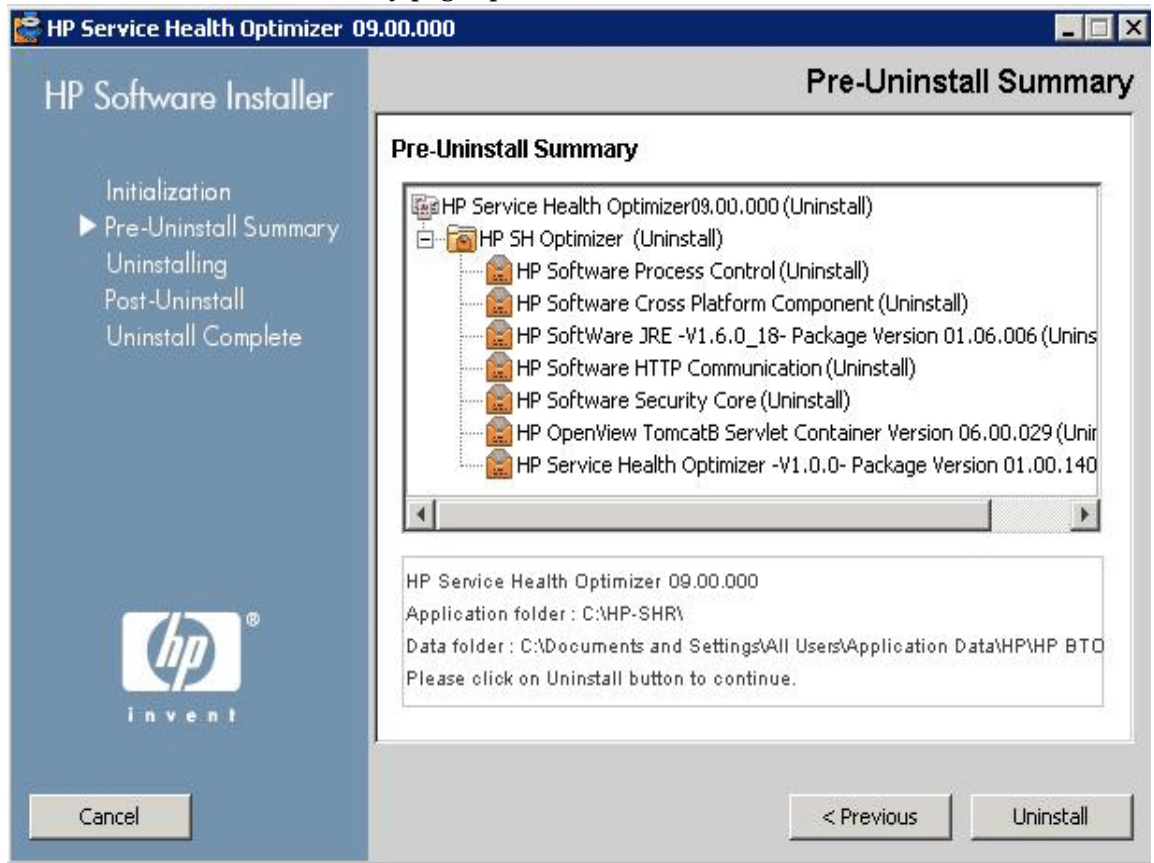 HP Service Health Optimizer 09.00.000
HP Software Installer
Initialization
Pre-Uninstall Summary
Uninstalling
Post-Uninstall
Uninstall Complete
hp
®
invent
Pre-Uninstall Summary
Pre-Uninstall Summary
HP Service Health Optimizer09.00.000 (Uninstall)
HP SH Optimizer (Uninstall)
HP Software Process Control (Uninstall)
HP Software Cross Platform Component (Uninstall)
HP SoftWare JRE -V1.6.0_18- Package Version 01.06.006 (Unins
HP Software HTTP Communication (Uninstall)
HP Software Security Core (Uninstall)
HP OpenView TomcatB Servlet Container Version 06.00.029 (Unin
HP Service Health Optimizer -V1.0.0- Package Version 01.00.140
HP Service Health Optimizer 09.00.000
Application folder : C:\HP-SHR\
Data folder : C:\Documents and Settings\All Users\Application Data\HP\HP BTO
Please click on Uninstall button to continue.
Cancel
< Previous
Uninstall